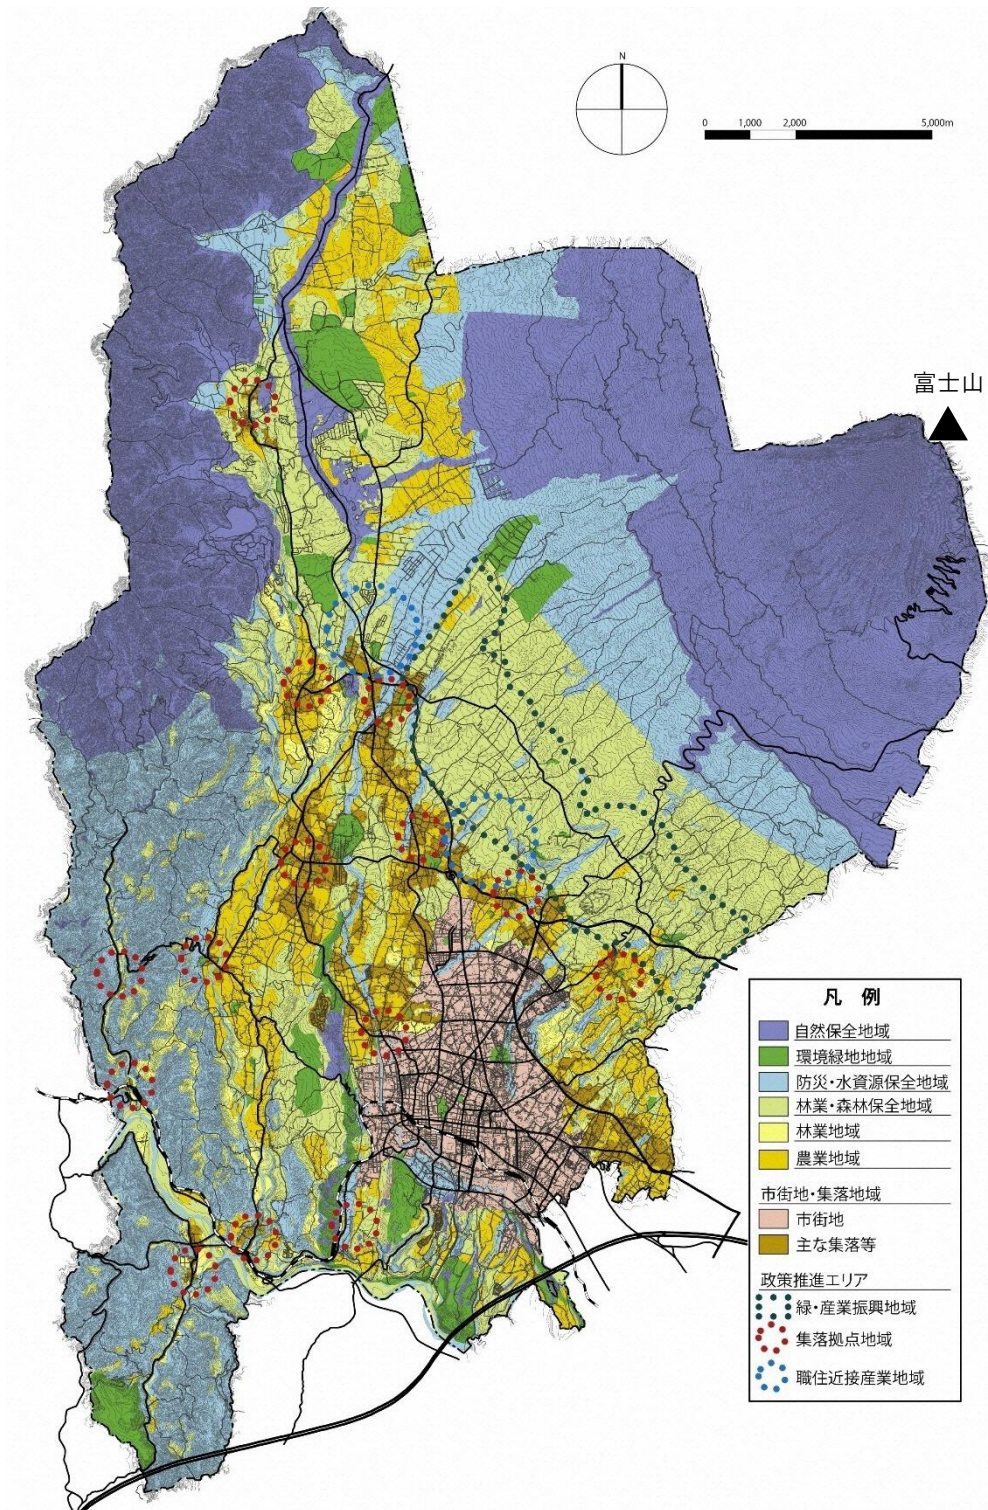 N
0 1,000 2,000 5,000m
富士山
凡 例
自然保全地域
環境緑地地域
防災・水資源保全地域
林業・森林保全地域
林業地域
農業地域
市街地・集落地域
市街地
主な集落等
政策推進エリア
緑・産業振興地域
集落拠点地域
職住近接産業地域